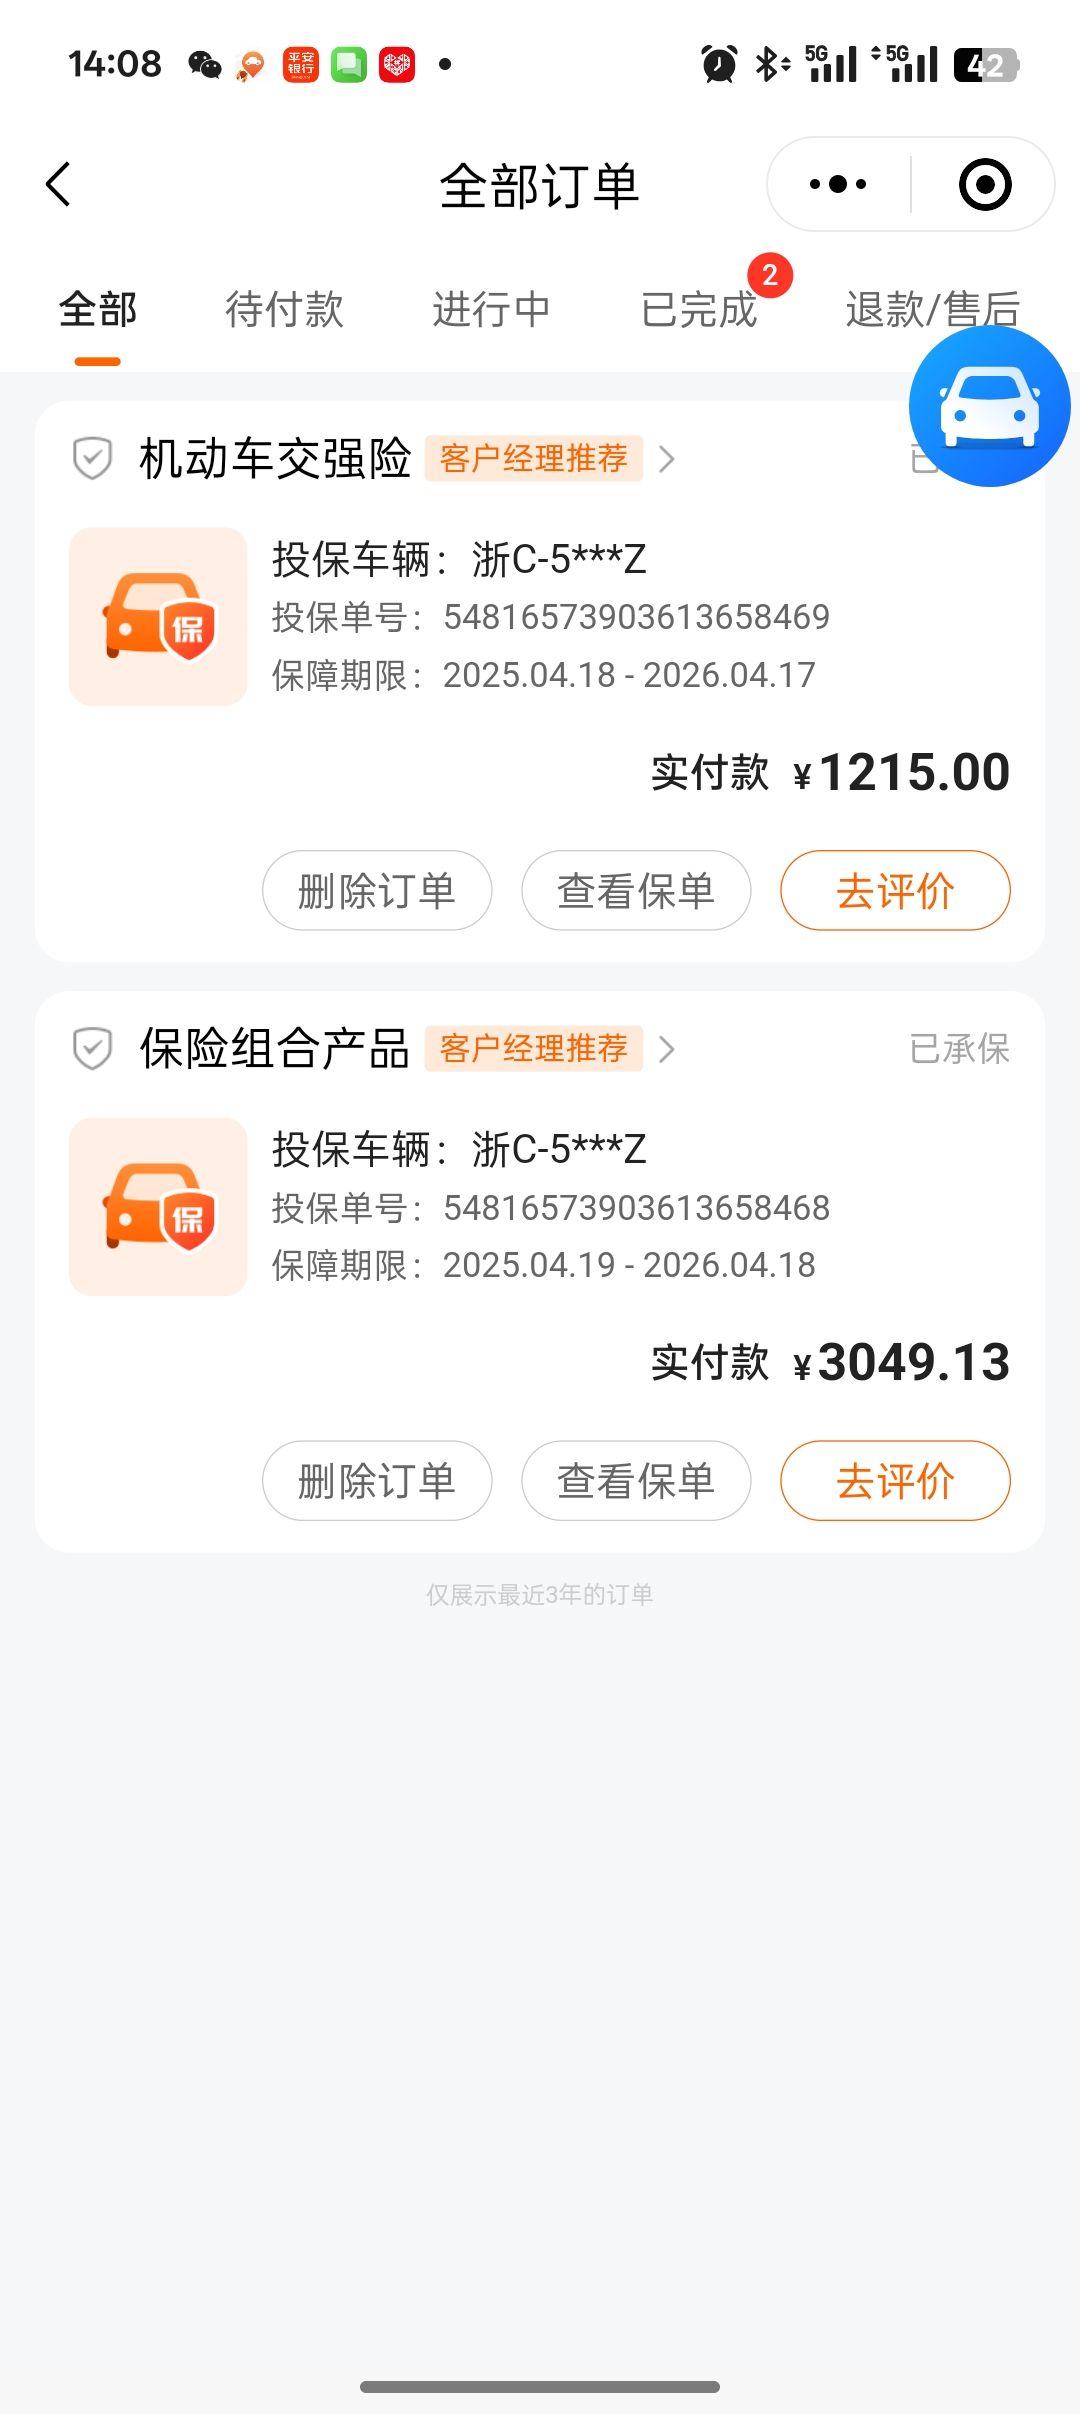 14:08
平安
银行
5G
5G
42
全部订单
全部
待付款
进行中
已完成
2
退款/售后
机动车交强险
客户经理推荐
已
保
投保车辆：浙C-5***Z
投保单号：54816573903613658469
保障期限：2025.04.18 - 2026.04.17
实付款 ¥1215.00
删除订单
查看保单
去评价
保险组合产品
客户经理推荐
已承保
保
投保车辆：浙C-5***Z
投保单号：54816573903613658468
保障期限：2025.04.19 - 2026.04.18
实付款 ¥3049.13
删除订单
查看保单
去评价
仅展示最近3年的订单